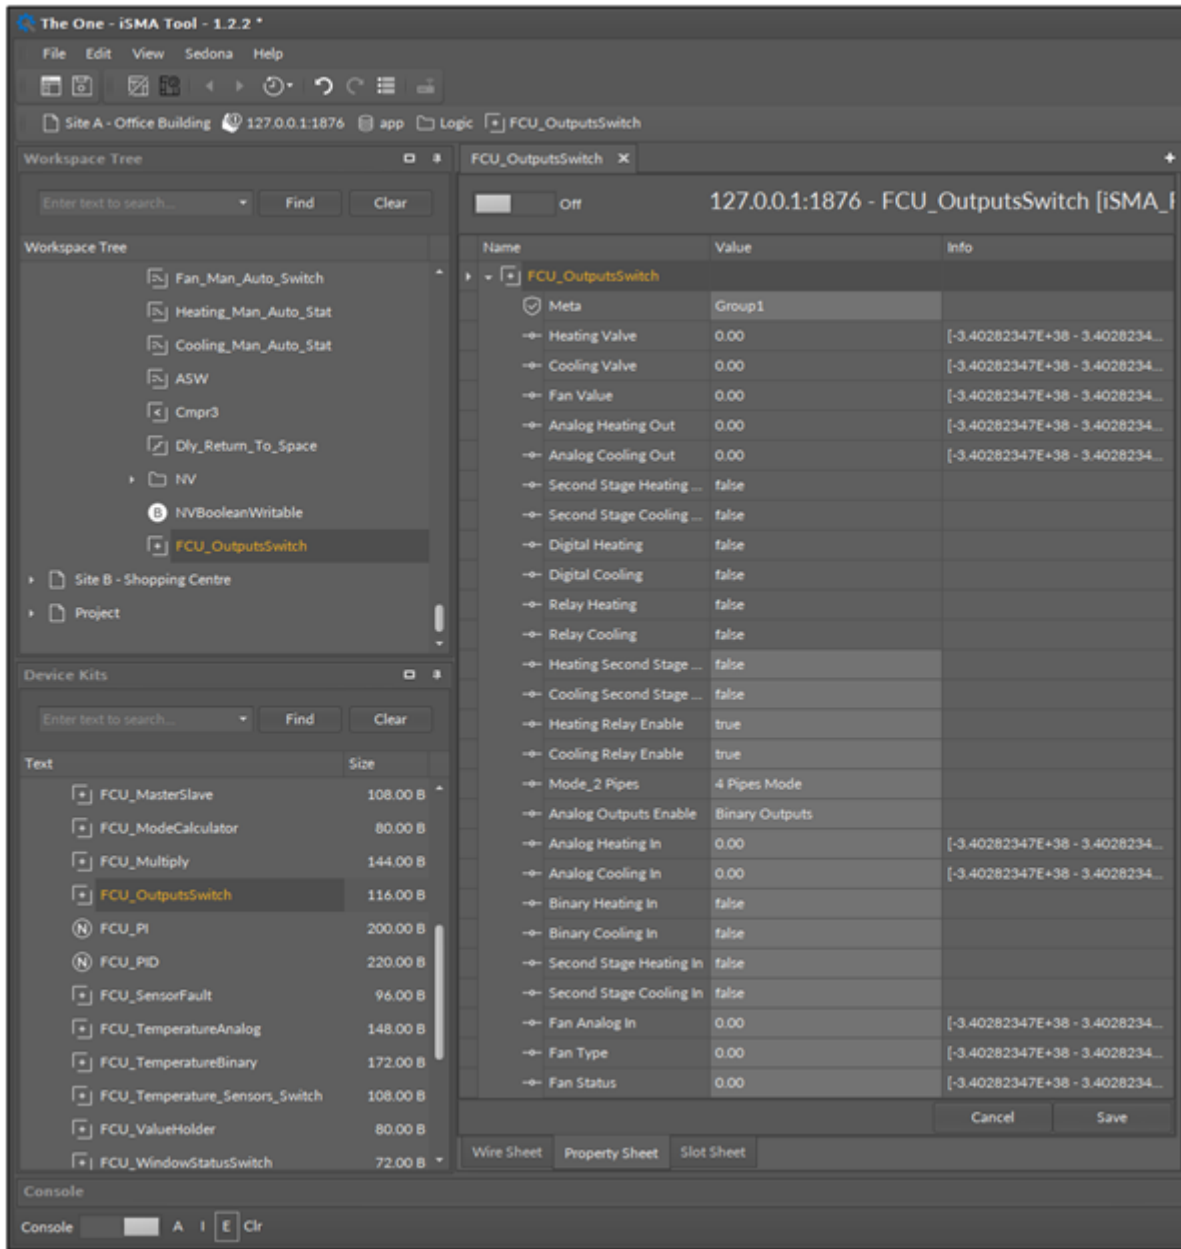 The One - iSMA Tool - 1.2.2 *
File Edit View Sedona Help
Site A - Office Building 127.0.0.1:1876 app Logic FCU_OutputsSwitch
Workspace Tree
Enter text to search... Find Clear
Workspace Tree
Fan_Man_Auto_Switch
Heating_Man_Auto_Stat
Cooling_Man_Auto_Stat
ASW
Cmpr3
Dly_Return_To_Space
NV
B NVBooleanWritable
FCU_OutputsSwitch
Site B - Shopping Centre
Project
Device Kits
Enter text to search... Find Clear
Text Size
FCU_MasterSlave 108.00 B
FCU_ModeCalculator 80.00 B
FCU_Multiply 144.00 B
FCU_OutputsSwitch 116.00 B
N FCU_PI 200.00 B
N FCU_PID 220.00 B
FCU_SensorFault 96.00 B
FCU_TemperatureAnalog 148.00 B
FCU_TemperatureBinary 172.00 B
FCU_Temperature_Sensors_Switch 108.00 B
FCU_ValueHolder 80.00 B
FCU_WindowStatusSwitch 72.00 B
FCU_OutputsSwitch
Off 127.0.0.1:1876 - FCU_OutputsSwitch [iSMA_F
Name Value Info
FCU_OutputsSwitch
Meta Group1
Heating Valve 0.00 [-3.40282347E+38 - 3.4028234...
Cooling Valve 0.00 [-3.40282347E+38 - 3.4028234...
Fan Value 0.00 [-3.40282347E+38 - 3.4028234...
Analog Heating Out 0.00 [-3.40282347E+38 - 3.4028234...
Analog Cooling Out 0.00 [-3.40282347E+38 - 3.4028234...
Second Stage Heating ... false
Second Stage Cooling ... false
Digital Heating false
Digital Cooling false
Relay Heating false
Relay Cooling false
Heating Second Stage ... false
Cooling Second Stage ... false
Heating Relay Enable true
Cooling Relay Enable true
Mode_2 Pipes 4 Pipes Mode
Analog Outputs Enable Binary Outputs
Analog Heating In 0.00 [-3.40282347E+38 - 3.4028234...
Analog Cooling In 0.00 [-3.40282347E+38 - 3.4028234...
Binary Heating In false
Binary Cooling In false
Second Stage Heating In false
Second Stage Cooling In false
Fan Analog In 0.00 [-3.40282347E+38 - 3.4028234...
Fan Type 0.00 [-3.40282347E+38 - 3.4028234...
Fan Status 0.00 [-3.40282347E+38 - 3.4028234...
Cancel Save
Wire Sheet Property Sheet Slot Sheet
Console
Console A I E Clr